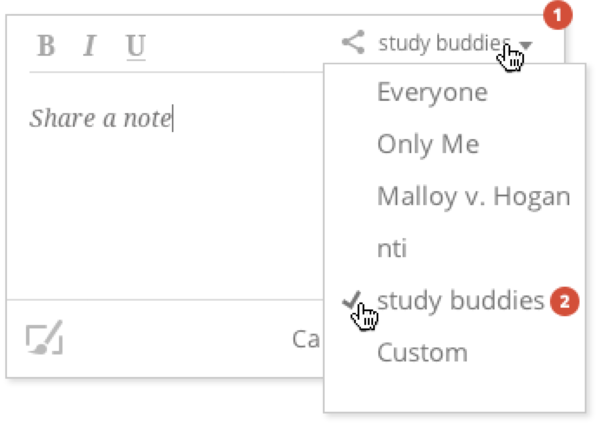 1
B I U study buddies
Share a note
Everyone
Only Me
Malloy v. Hogan
nti
study buddies 2
Custom
Ca